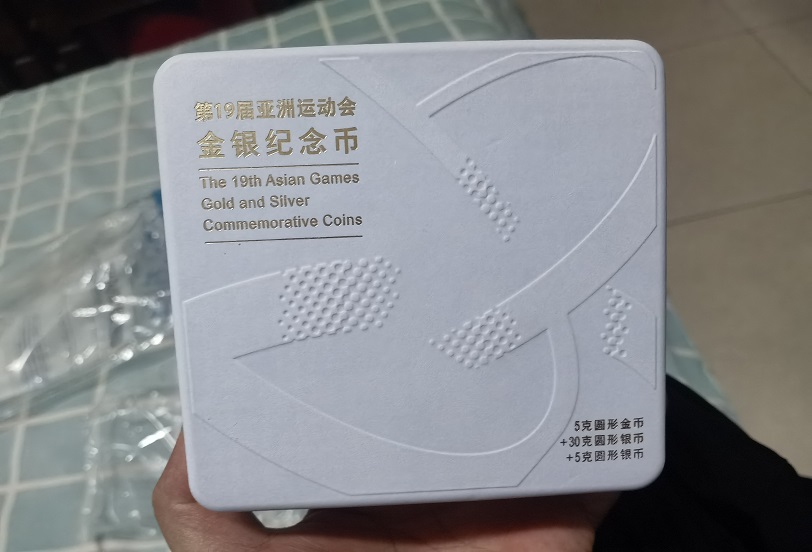 第19届亚洲运动会
金银纪念币
The 19th Asian Games
Gold and Silver
Commemorative Coins
5克圆形金币
+30克圆形银币
+5克圆形银币